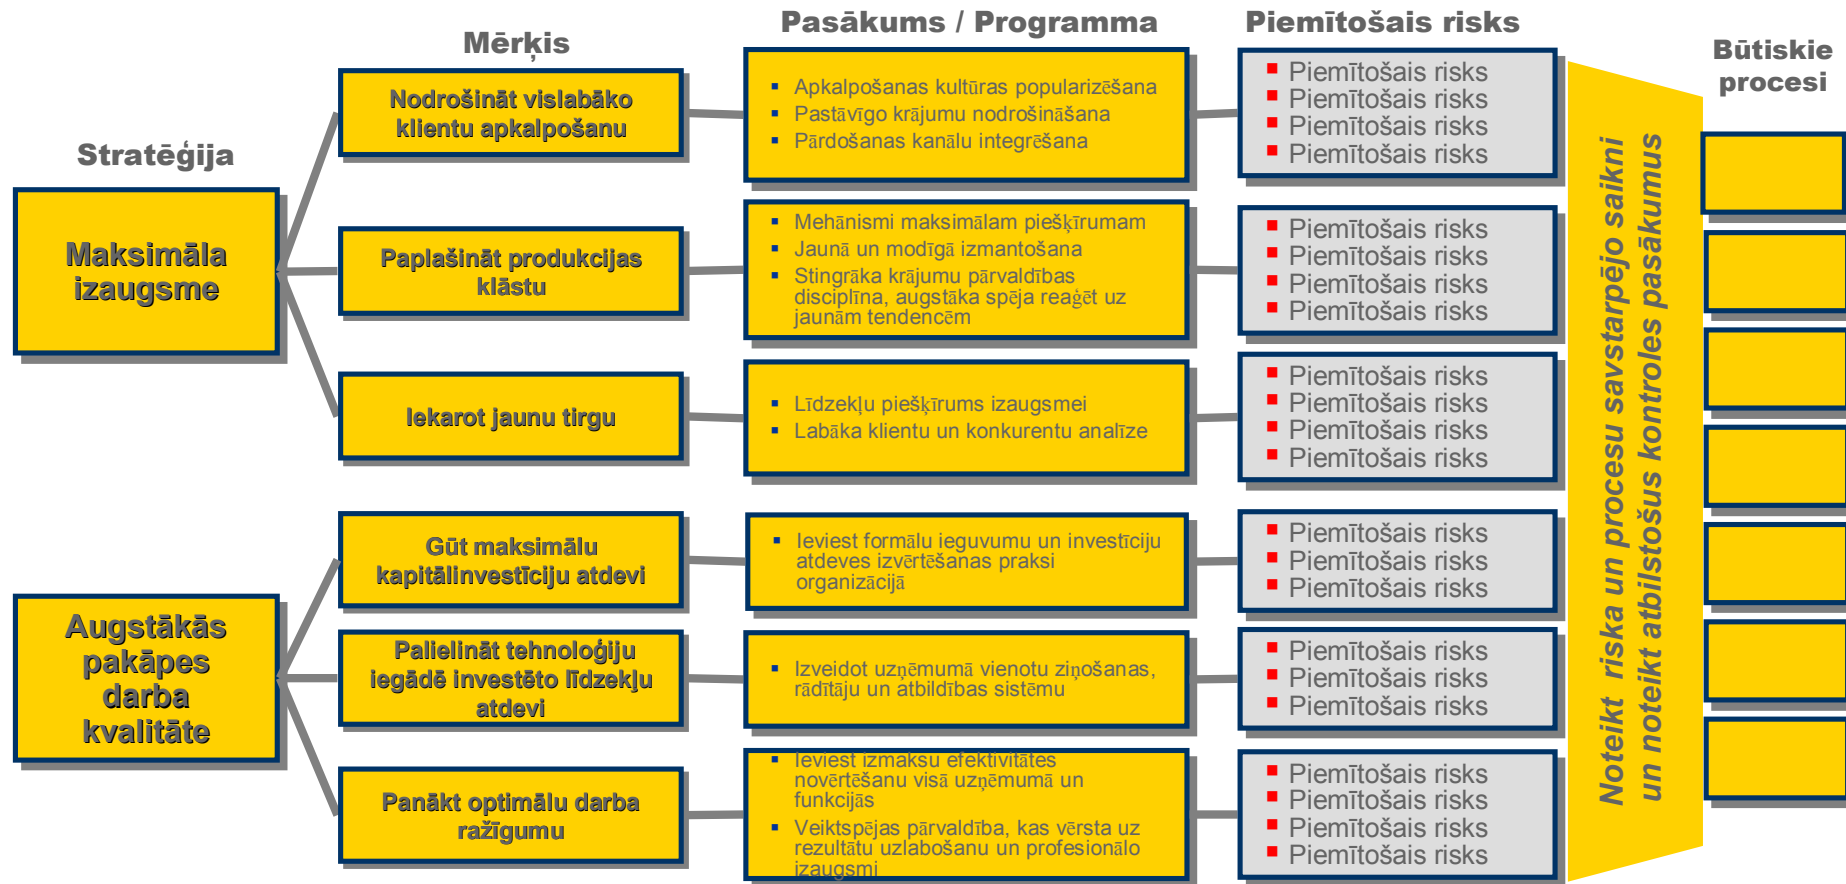 Stratēģija
Mērķis
Pasākums / Programma
Piemītošais risks
Būtiskie
procesi
Maksimāla
izaugsme
Nodrošināt vislabāko
klientu apkalpošanu
▪ Apkalpošanas kultūras popularizēšana
▪ Pastāvīgo krājumu nodrošināšana
▪ Pārdošanas kanālu integrēšana
▪ Piemītošais risks
▪ Piemītošais risks
▪ Piemītošais risks
▪ Piemītošais risks
Paplašināt produkcijas
klāstu
▪ Mehānismi maksimālam piešķīrumam
▪ Jaunā un modīgā izmantošana
▪ Stingrāka krājumu pārvaldības
disciplīna, augstāka spēja reaģēt uz
jaunām tendencēm
▪ Piemītošais risks
▪ Piemītošais risks
▪ Piemītošais risks
▪ Piemītošais risks
Iekarot jaunu tirgu
▪ Līdzekļu piešķīrums izaugsmei
▪ Labāka klientu un konkurentu analīze
▪ Piemītošais risks
▪ Piemītošais risks
▪ Piemītošais risks
▪ Piemītošais risks
Augstākās
pakāpes
darba
kvalitāte
Gūt maksimālu
kapitālinvestīciju atdevi
▪ Ieviest formālu ieguvumu un investīciju
atdeves izvērtēšanas praksi
organizācijā
▪ Piemītošais risks
▪ Piemītošais risks
▪ Piemītošais risks
Palielināt tehnoloģiju
iegādē investēto līdzekļu
atdevi
▪ Izveidot uzņēmumā vienotu ziņošanas,
rādītāju un atbildības sistēmu
▪ Piemītošais risks
▪ Piemītošais risks
▪ Piemītošais risks
Panākt optimālu darba
ražīgumu
▪ Ieviest izmaksu efektivitātes
novērtēšanu visā uzņēmumā un
funkcijās
▪ Veiktspējas pārvaldība, kas vērsta uz
rezultātu uzlabošanu un profesionālo
izaugsmi
▪ Piemītošais risks
▪ Piemītošais risks
▪ Piemītošais risks
▪ Piemītošais risks
Noteikt riska un procesu savstarpējo saikni
un noteikt atbilstošus kontroles pasākumus